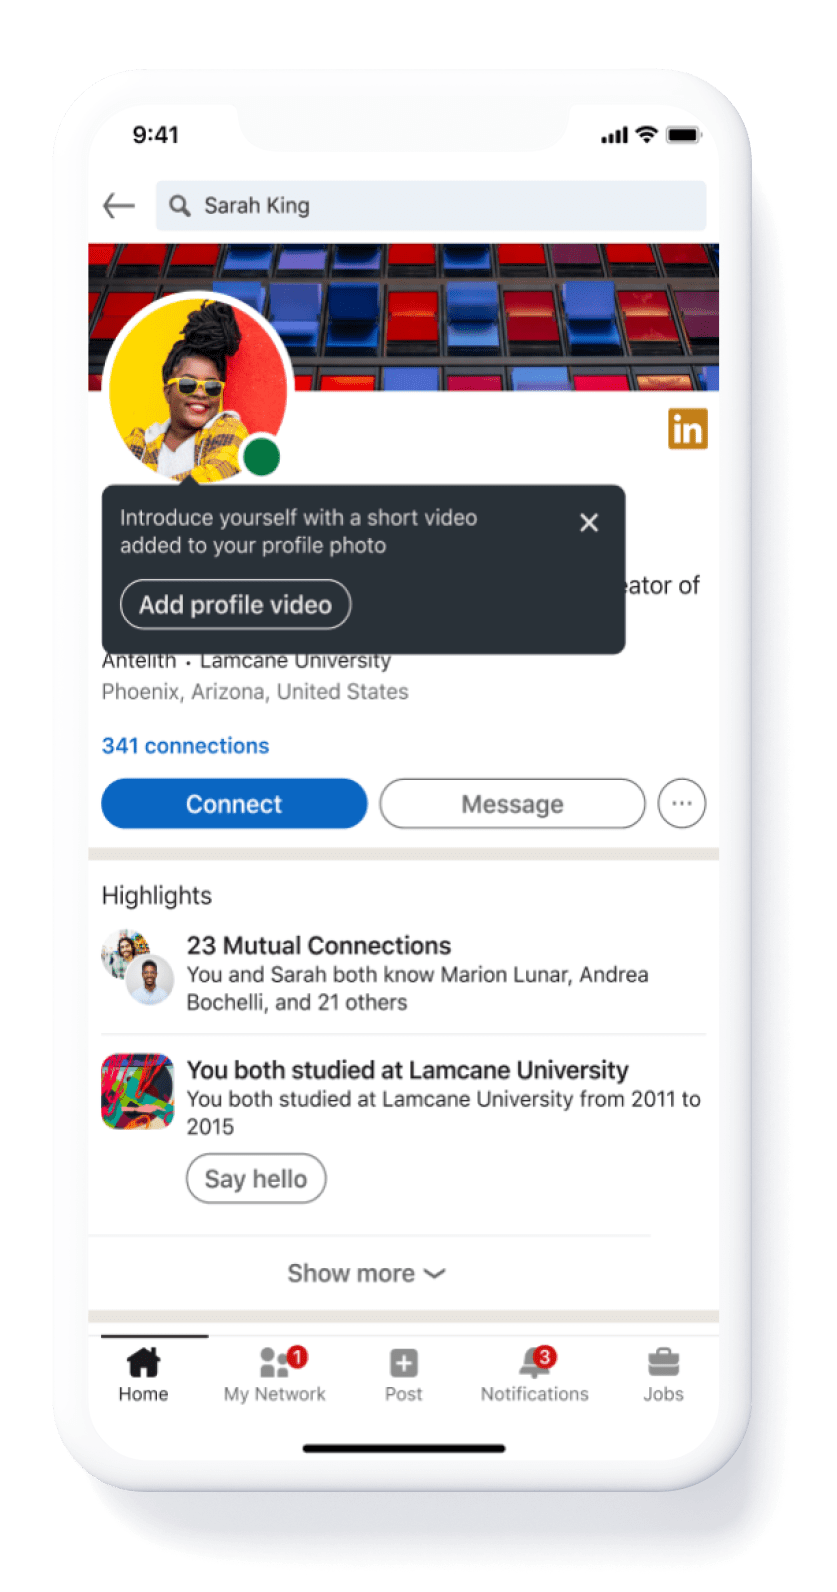 9:41
Sarah King
in
Introduce yourself with a short video
added to your profile photo
Add profile video
of
Antelith • Lamcane University
Phoenix, Arizona, United States
341 connections
Connect
Message
Highlights
23 Mutual Connections
You and Sarah both know Marion Lunar, Andrea
Bochelli, and 21 others
You both studied at Lamcane University
You both studied at Lamcane University from 2011 to
2015
Say hello
Show more
1
3
Home
My Network
Post
Notifications
Jobs